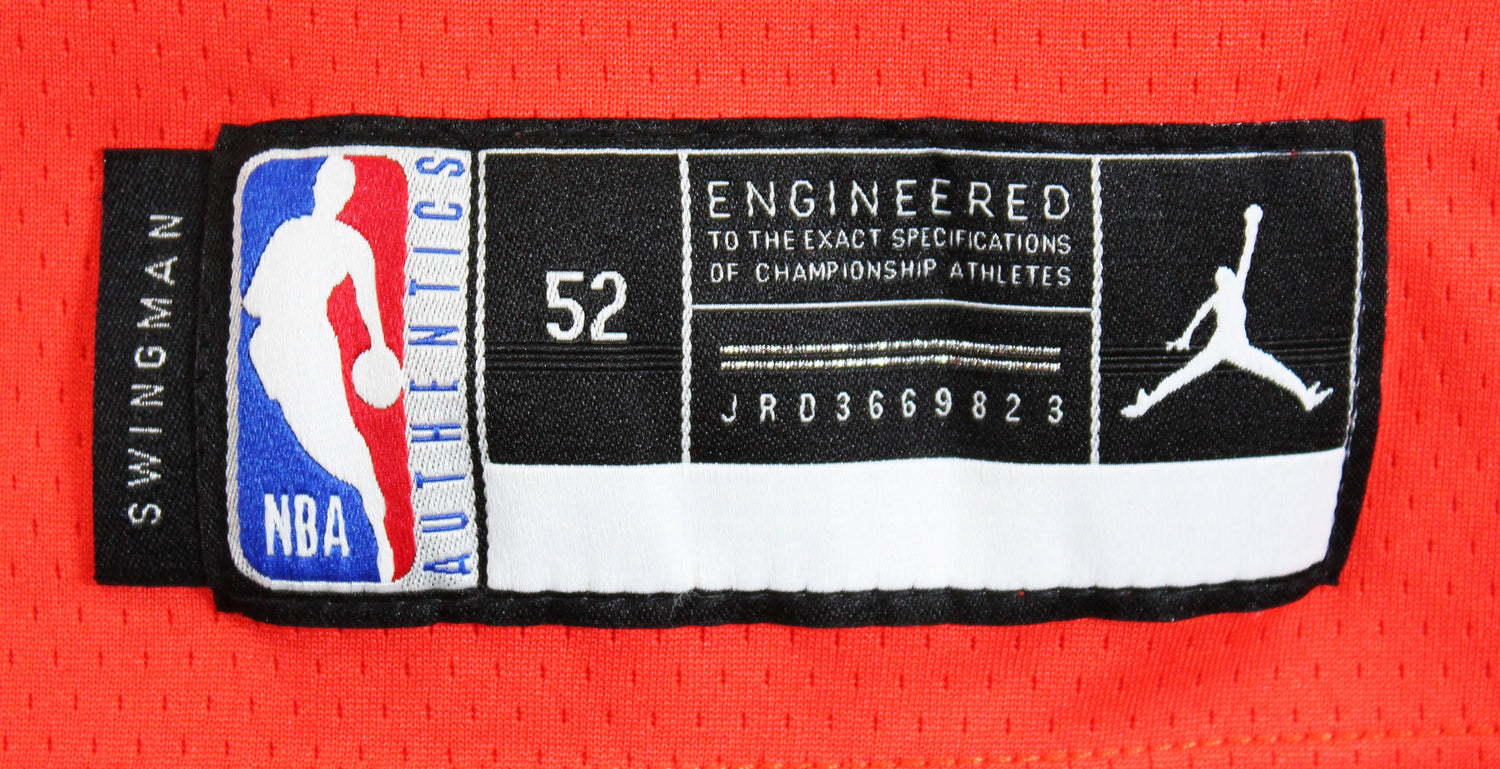 SWINGMAN
NBA
AUTHENTICS
52
ENGINEERED
TO THE EXACT SPECIFICATIONS
OF CHAMPIONSHIP ATHLETES
JRD3669823